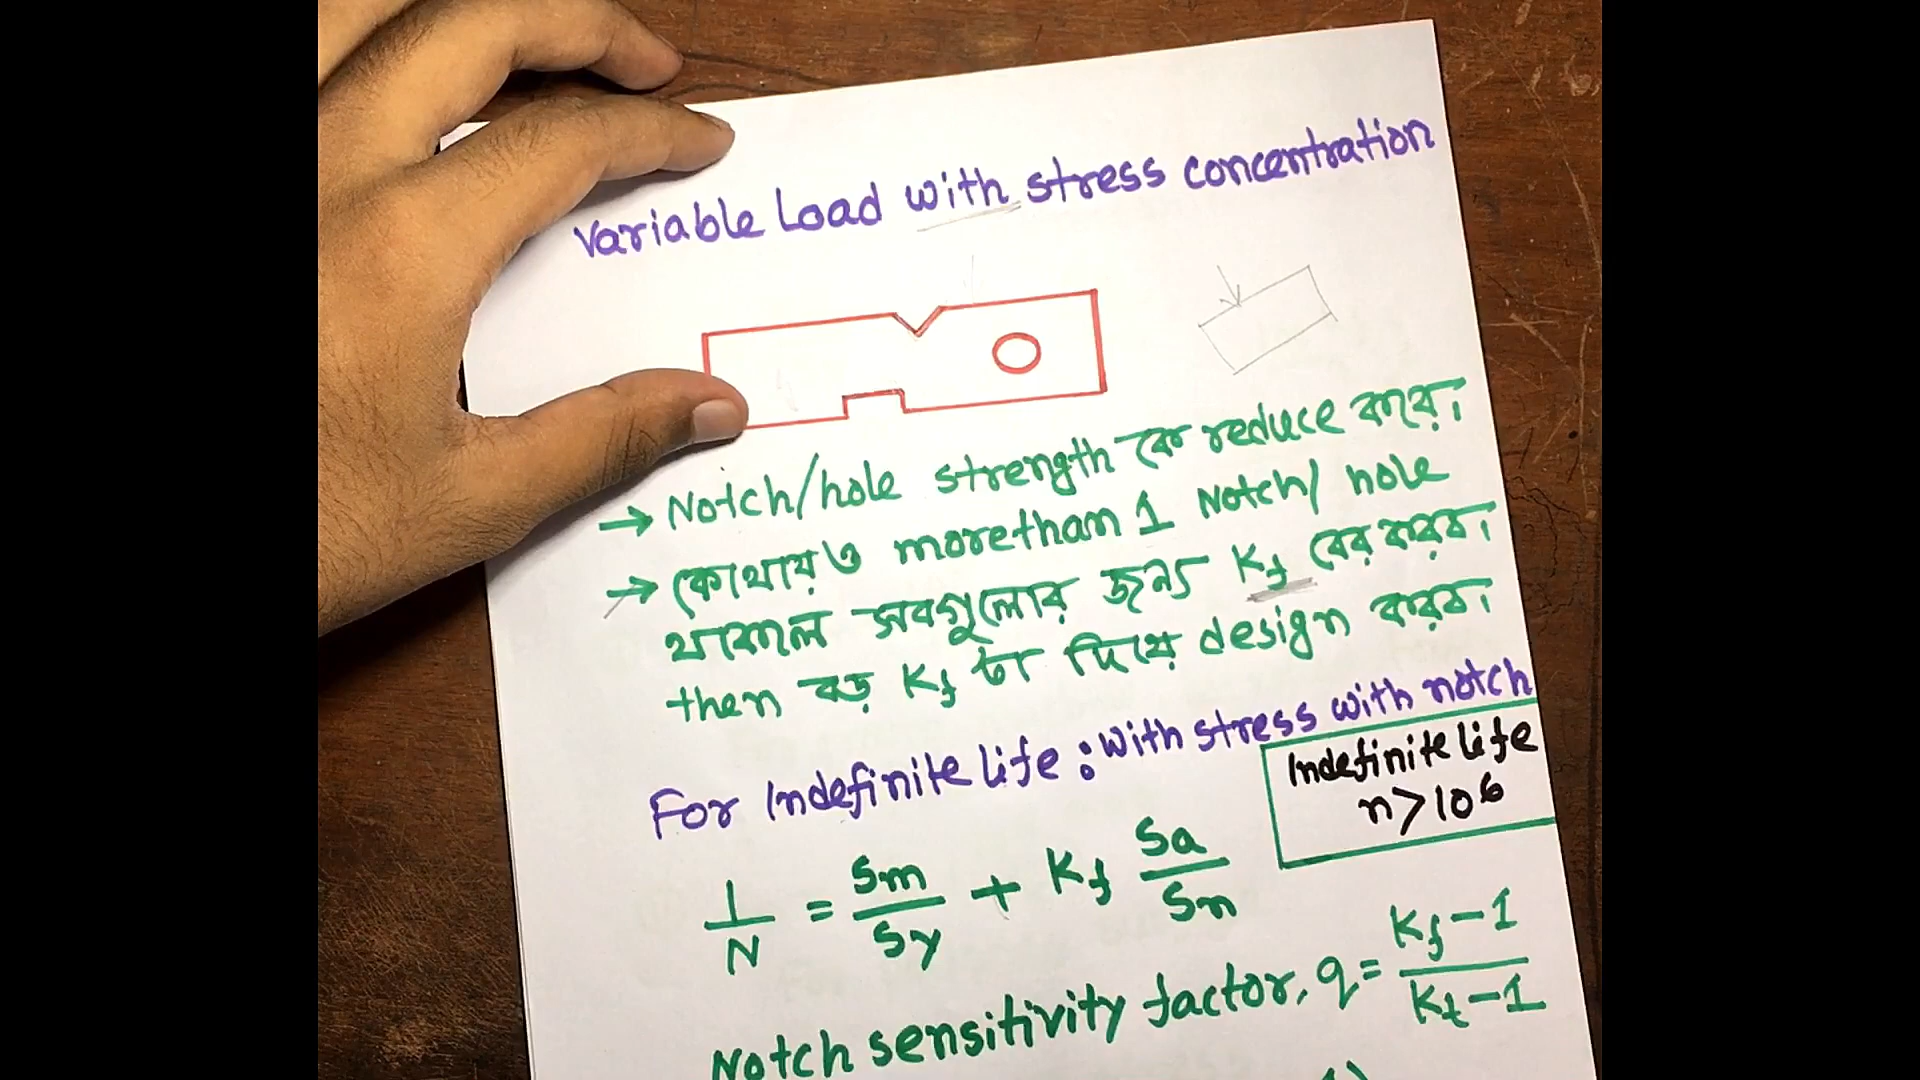 Variable Load with stress concentration
→ Notch/hole strength কে reduce করে।
→ কোথায়ও more than 1 Notch/ hole
থাকলে সবগুলোর জন্য Kf বের করব।
then বড় Kf টা দিয়ে design করব।
For Indefinite Life : with stress with notch
Indefinite Life
n > 10⁶
1/N = Sm/Sy + Kf Sa/Sn
Notch sensitivity factor, q = Kf-1/Kt-1